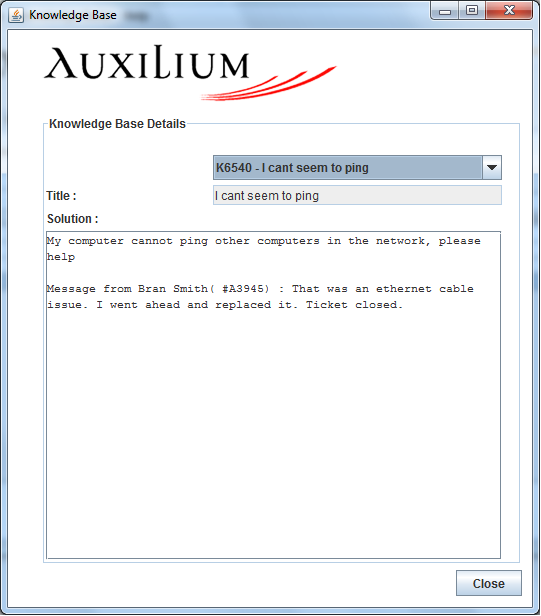 Knowledge Base
AUXILIUM
Knowledge Base Details
K6540 - I cant seem to ping
Title :
I cant seem to ping
Solution :
My computer cannot ping other computers in the network, please
help
Message from Bran Smith( #A3945) : That was an ethernet cable
issue. I went ahead and replaced it. Ticket closed.
Close